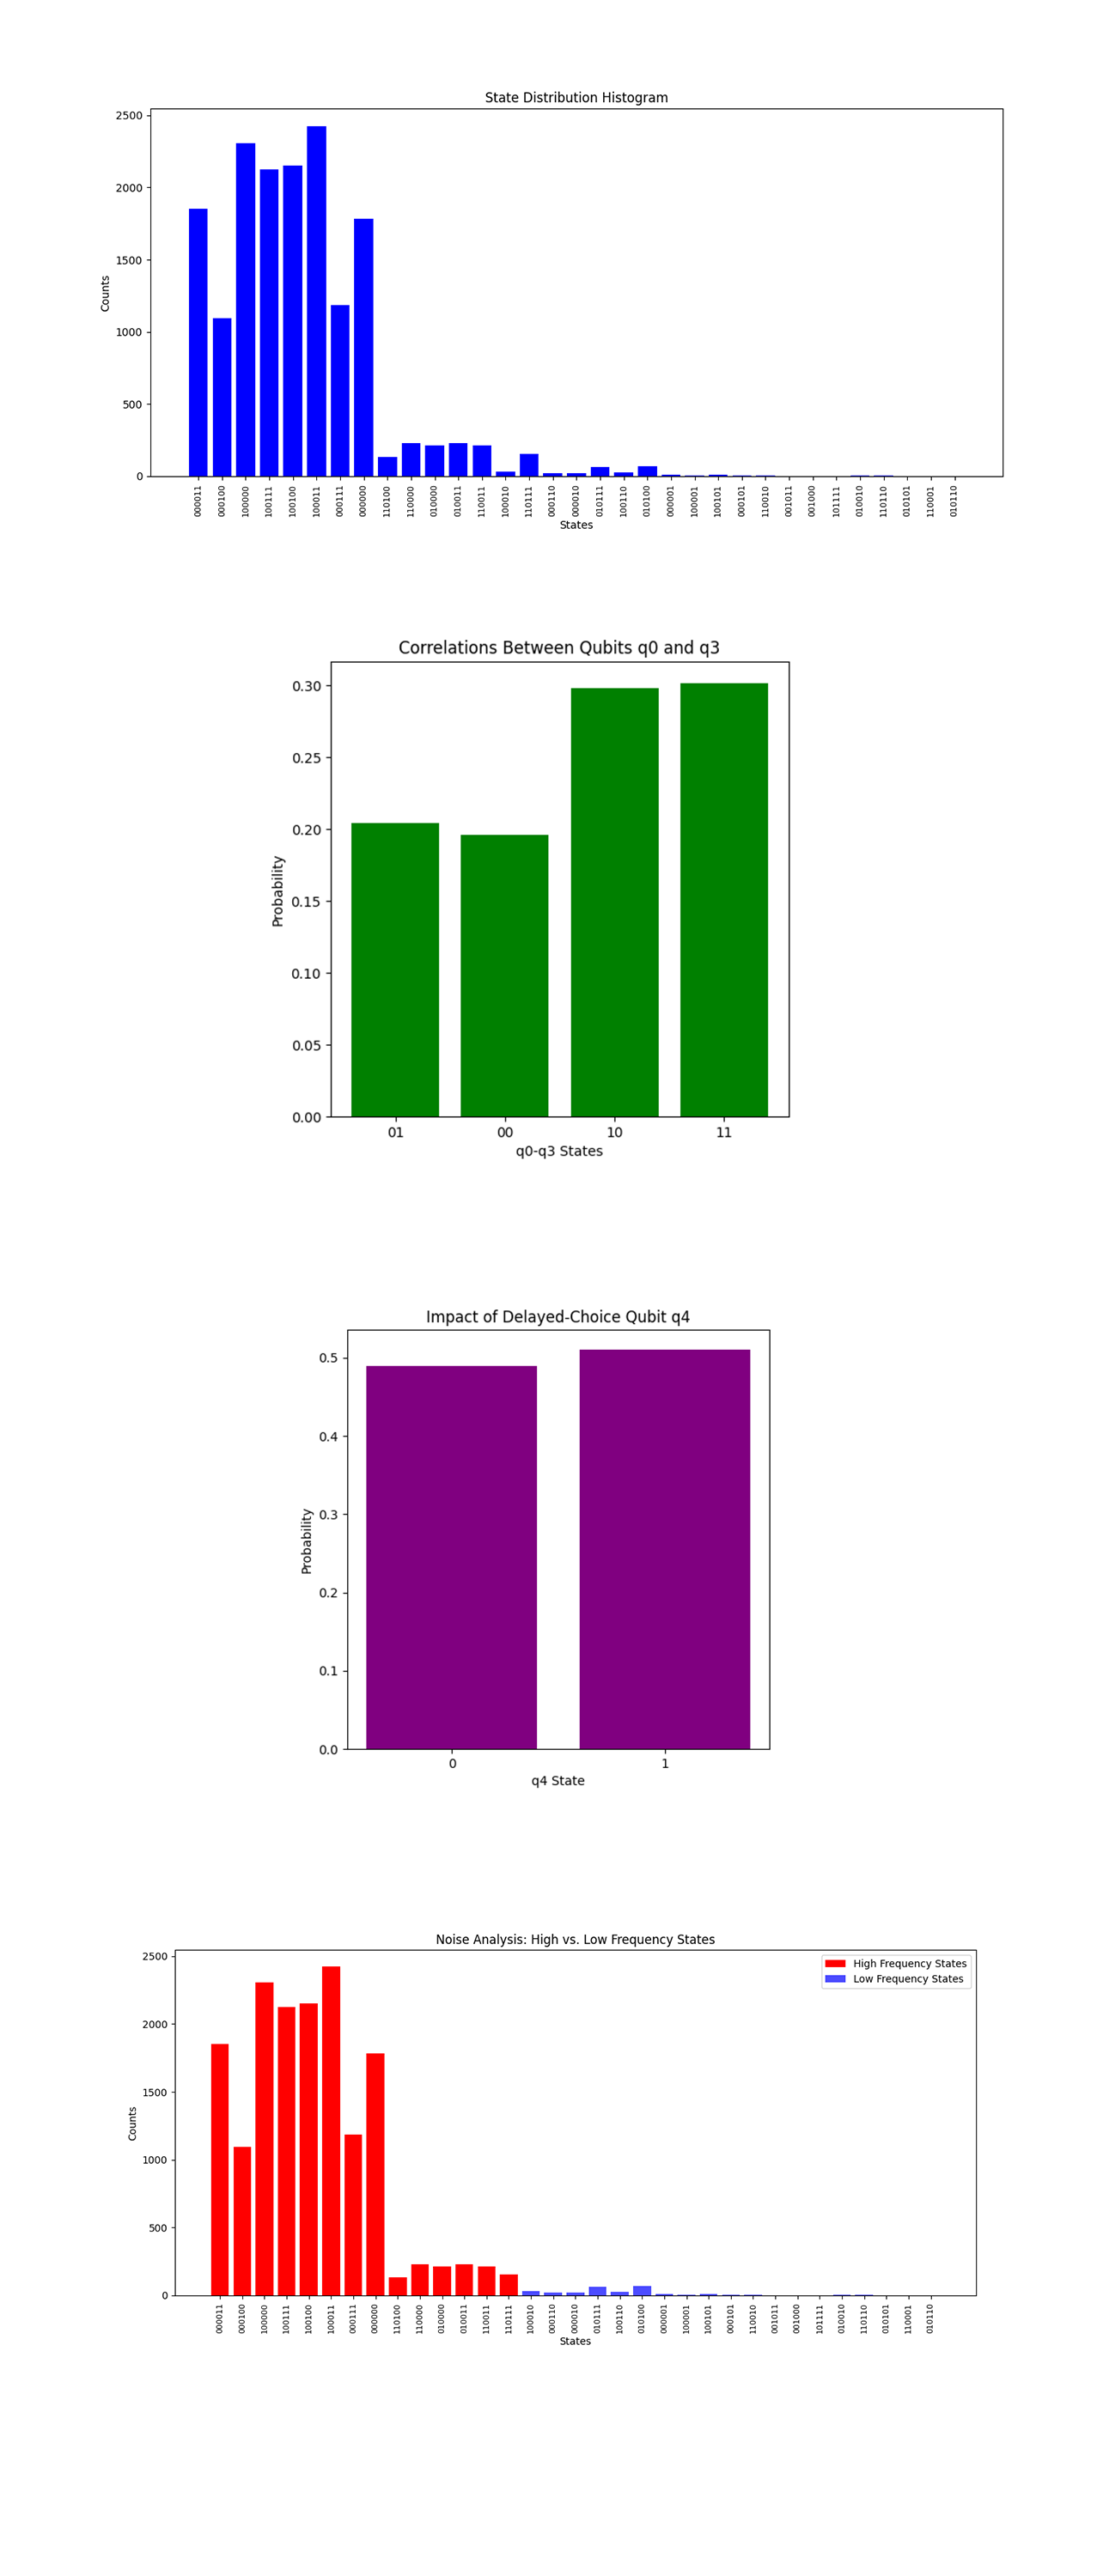 State Distribution Histogram
2500
2000
1500
1000
500
0
Counts
000011 000100 100000 100111 100100 100011 000111 000000 110100 110000 010000 010011 110011 100010 110111 000110 000010 010111 100110 010100 000001 100001 100101 000101 110010 001011 001000 101111 010010 110110 010101 110001 010110
States
Correlations Between Qubits q0 and q3
0.30
0.25
0.20
0.15
0.10
0.05
0.00
Probability
01 00 10 11
q0-q3 States
Impact of Delayed-Choice Qubit q4
0.5
0.4
0.3
0.2
0.1
0.0
Probability
0 1
q4 State
Noise Analysis: High vs. Low Frequency States
High Frequency States
Low Frequency States
2500
2000
1500
1000
500
0
Counts
000011 000100 100000 100111 100100 100011 000111 000000 110100 110000 010000 010011 110011 110111 100010 000110 000010 010111 100110 010100 000001 100001 100101 000101 110010 001011 001000 101111 010010 110110 010101 110001 010110
States